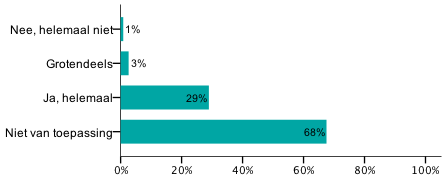 Nee, helemaal niet 1%
Grotendeels 3%
Ja, helemaal 29%
Niet van toepassing 68%
0% 20% 40% 60% 80% 100%